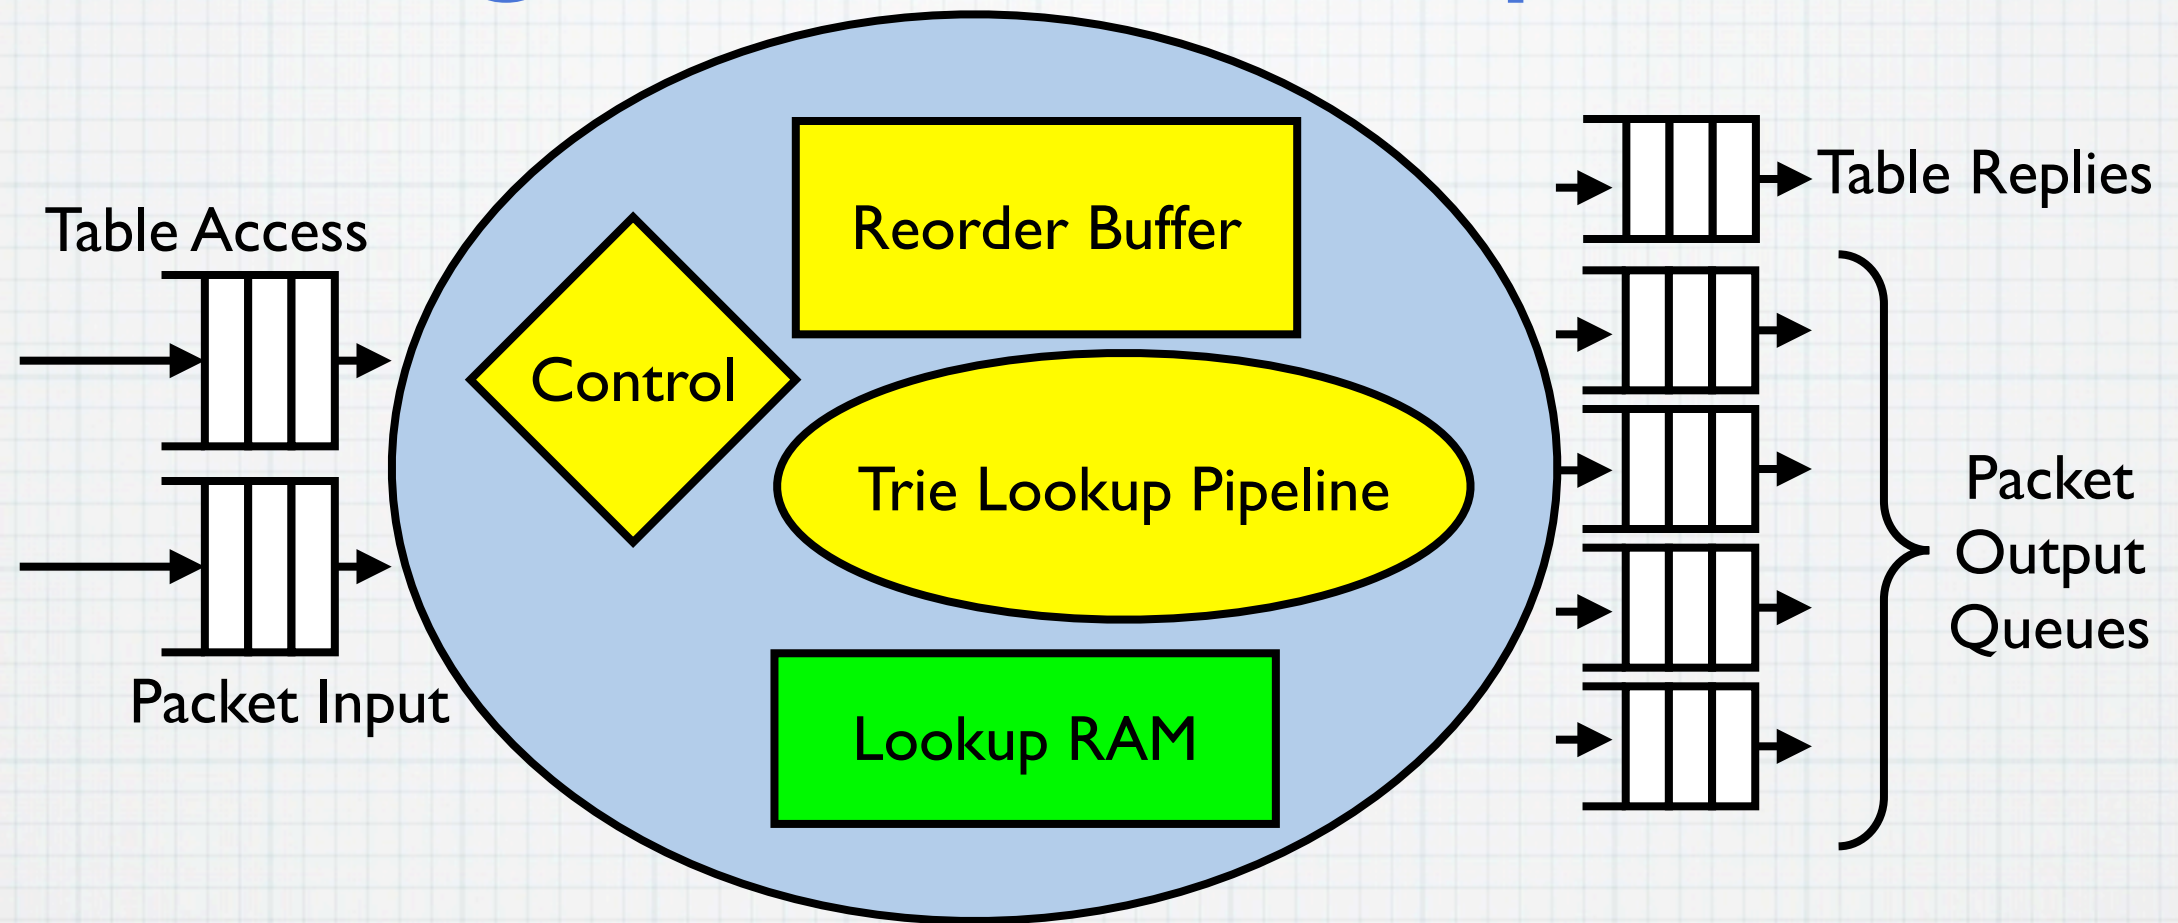 Table Access
Packet Input
Control
Reorder Buffer
Trie Lookup Pipeline
Lookup RAM
Table Replies
Packet
Output
Queues